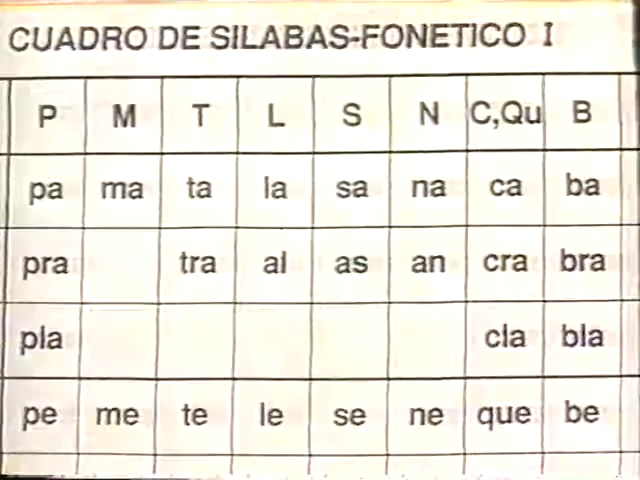 CUADRO DE SILABAS-FONETICO I
P M T L S N C,Qu B
pa ma ta la sa na ca ba
pra tra al as an cra bra
pla cla bla
pe me te le se ne que be